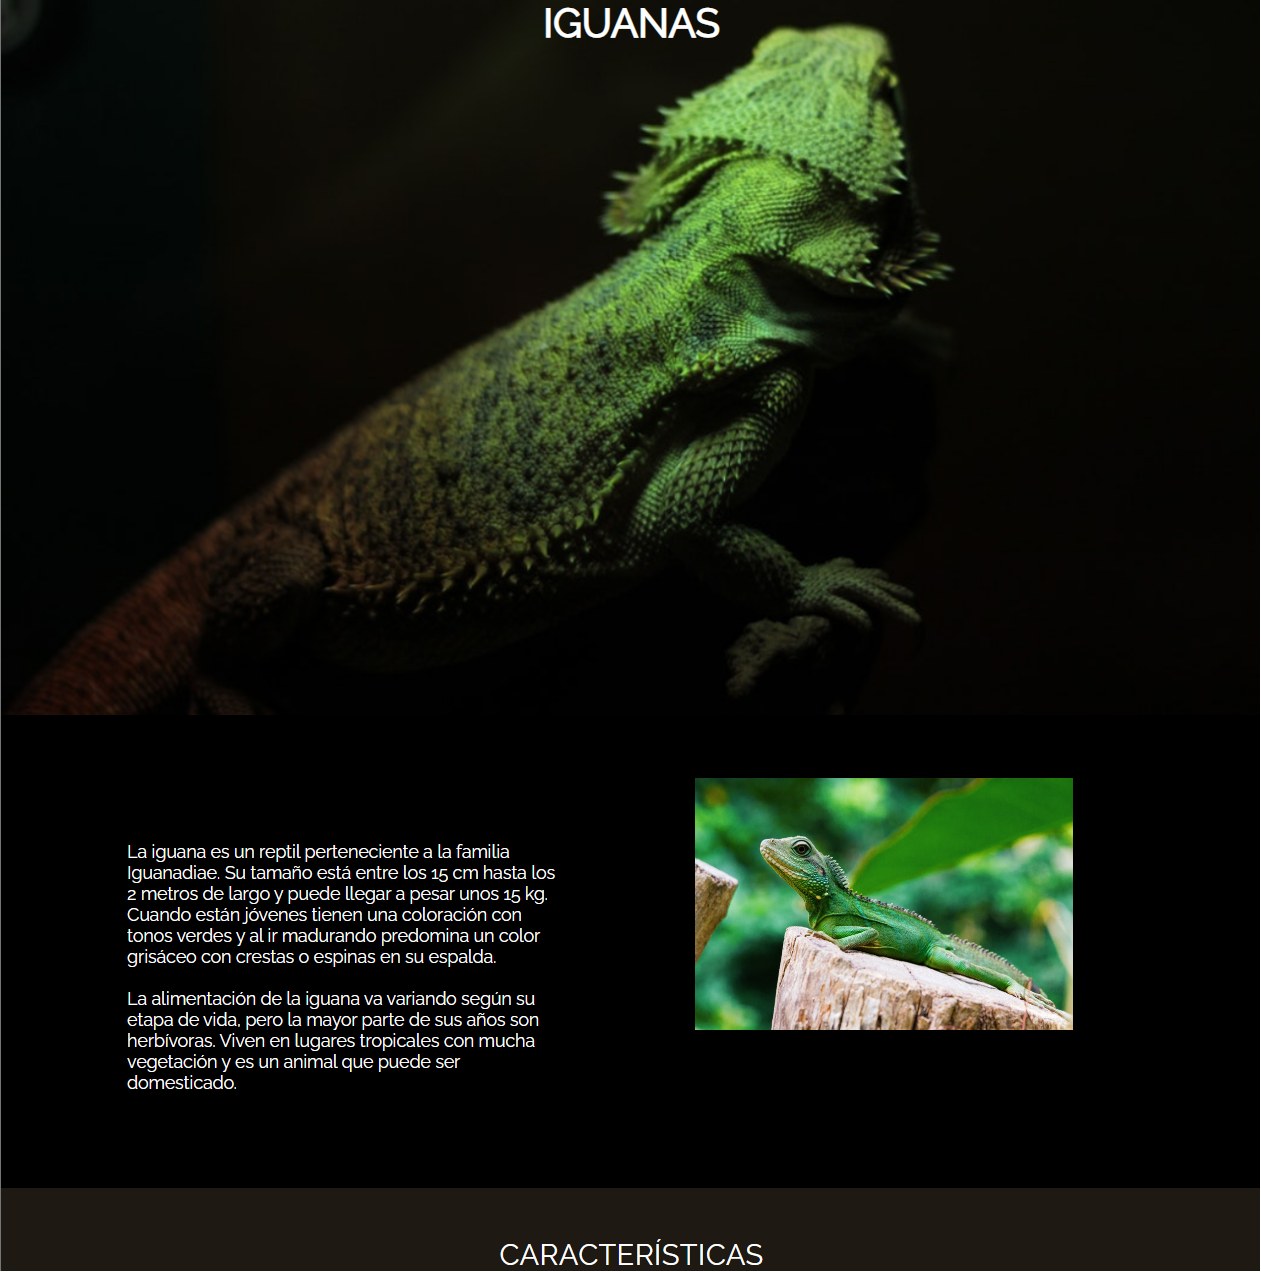 IGUANAS
La iguana es un reptil perteneciente a la familia
Iguanadiae. Su tamaño está entre los 15 cm hasta los
2 metros de largo y puede llegar a pesar unos 15 kg.
Cuando están jóvenes tienen una coloración con
tonos verdes y al ir madurando predomina un color
grisáceo con crestas o espinas en su espalda.
La alimentación de la iguana va variando según su
etapa de vida, pero la mayor parte de sus años son
herbívoras. Viven en lugares tropicales con mucha
vegetación y es un animal que puede ser
domesticado.
CARACTERÍSTICAS